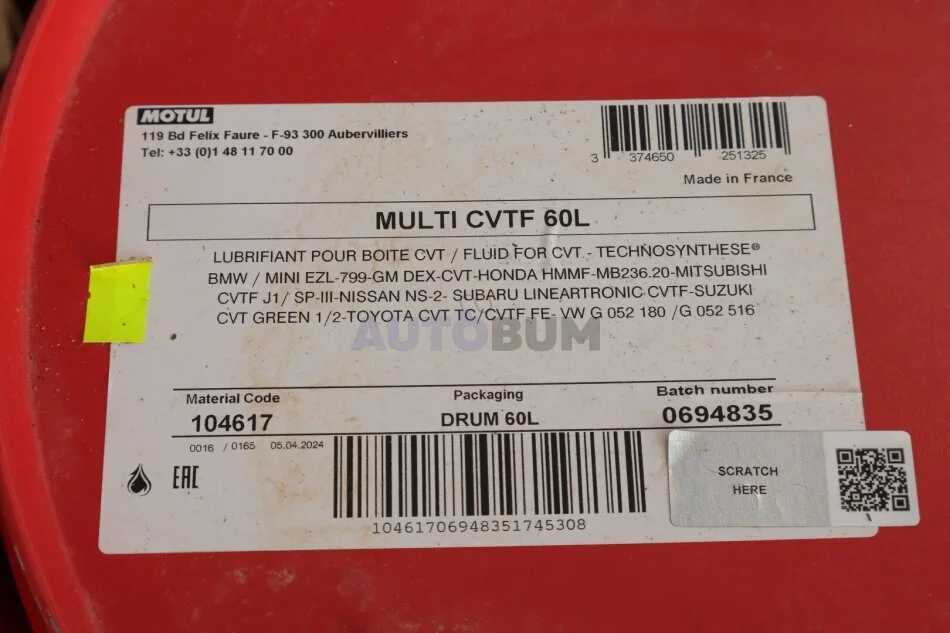 MOTUL
119 Bd Felix Faure - F-93 300 Aubervilliers
Tel: +33 (0)1 48 11 70 00
3 374650 251325
Made in France
MULTI CVTF 60L
LUBRIFIANT POUR BOITE CVT / FLUID FOR CVT - TECHNOSYNTHESE®
BMW / MINI EZL-799-GM DEX-CVT-HONDA HMMF-MB236.20-MITSUBISHI
CVTF J1/ SP-III-NISSAN NS-2- SUBARU LINEARTRONIC CVTF-SUZUKI
CVT GREEN 1/2-TOYOTA CVT TC/CVTF FE- VW G 052 180 /G 052 516
AUTOBUM
Material Code
104617
Packaging
DRUM 60L
Batch number
0694835
0016 / 0165 05.04.2024
EAC
10461706948351745308
SCRATCH
HERE